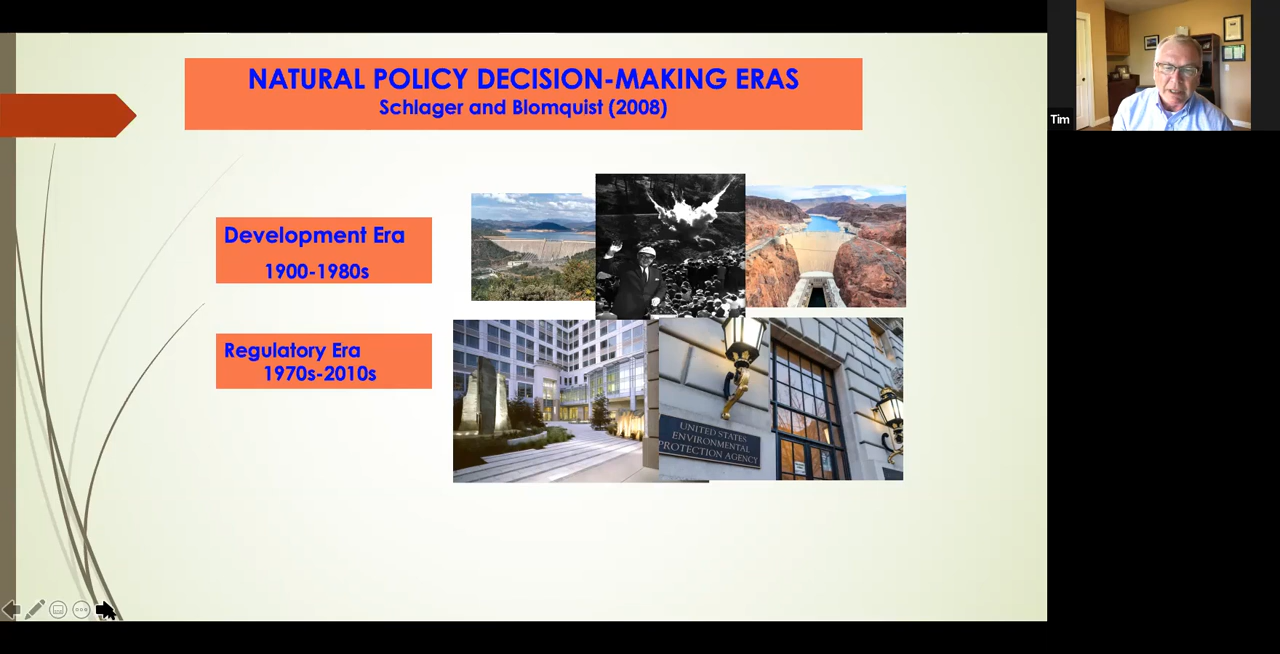 NATURAL POLICY DECISION-MAKING ERAS
Schlager and Blomquist (2008)
Tim
Development Era
1900-1980s
Regulatory Era
1970s-2010s
UNITED STATES
ENVIRONMENTAL
PROTECTION AGENCY